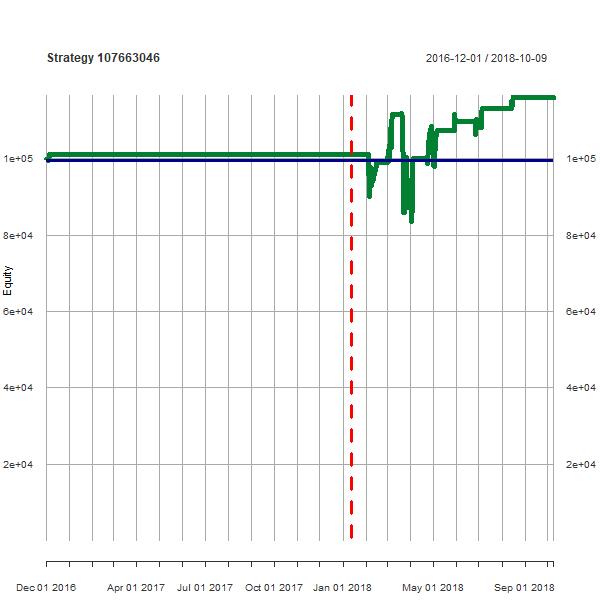 Strategy 107663046
2016-12-01 / 2018-10-09
Equity
1e+05
1e+05
8e+04
8e+04
6e+04
6e+04
4e+04
4e+04
2e+04
2e+04
Dec 01 2016
Apr 01 2017
Jul 01 2017
Oct 01 2017
Jan 01 2018
May 01 2018
Sep 01 2018